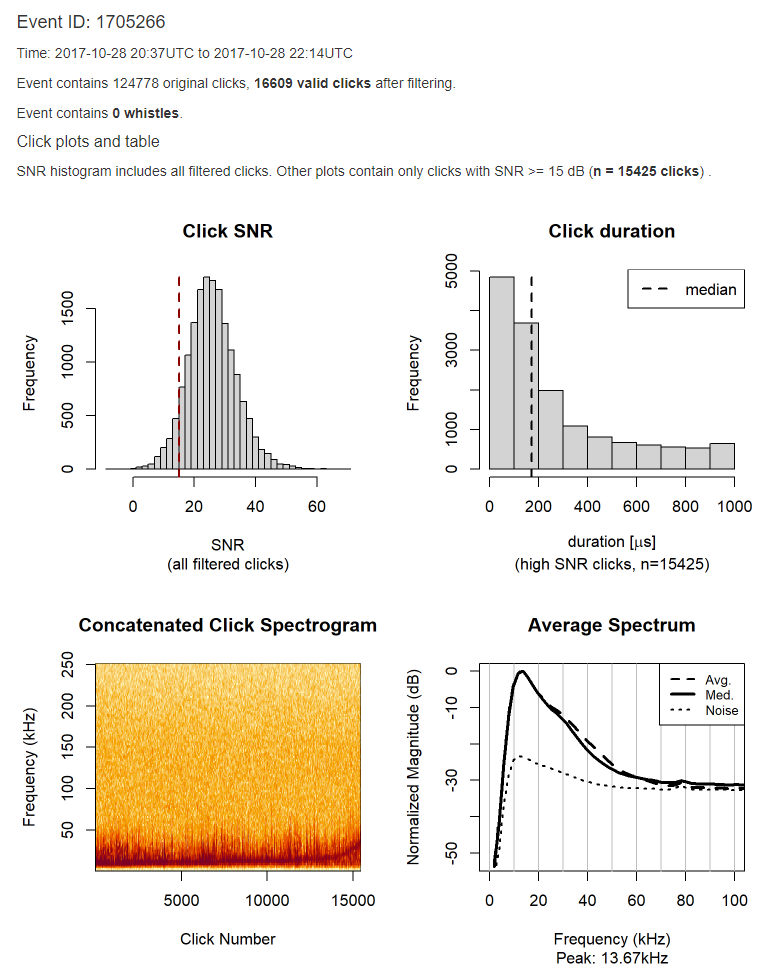 Event ID: 1705266
Time: 2017-10-28 20:37UTC to 2017-10-28 22:14UTC
Event contains 124778 original clicks, 16609 valid clicks after filtering.
Event contains 0 whistles.
Click plots and table
SNR histogram includes all filtered clicks. Other plots contain only clicks with SNR >= 15 dB (n = 15425 clicks) .
Click SNR
Frequency
0 500 1000 1500
0 20 40 60
SNR
(all filtered clicks)
Click duration
median
Frequency
0 1000 3000 5000
0 200 400 600 800 1000
duration [μs]
(high SNR clicks, n=15425)
Concatenated Click Spectrogram
Frequency (kHz)
50 100 150 200 250
5000 10000 15000
Click Number
Average Spectrum
Avg.
Med.
Noise
Normalized Magnitude (dB)
-50 -30 -10 0
0 20 40 60 80 100
Frequency (kHz)
Peak: 13.67kHz